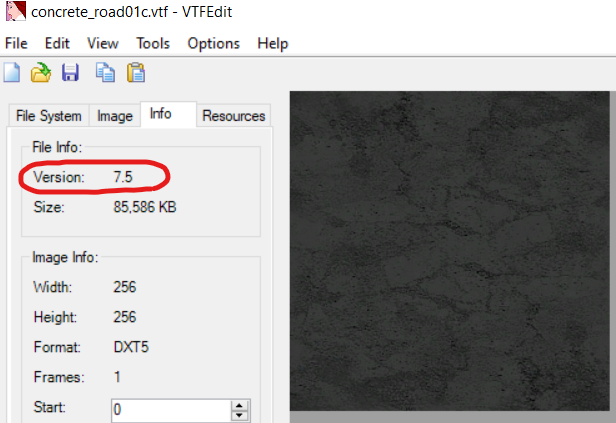 concrete_road01c.vtf - VTFEdit
File Edit View Tools Options Help
File System Image Info Resources
File Info:
Version: 7.5
Size: 85,586 KB
Image Info:
Width: 256
Height: 256
Format: DXT5
Frames: 1
Start: 0